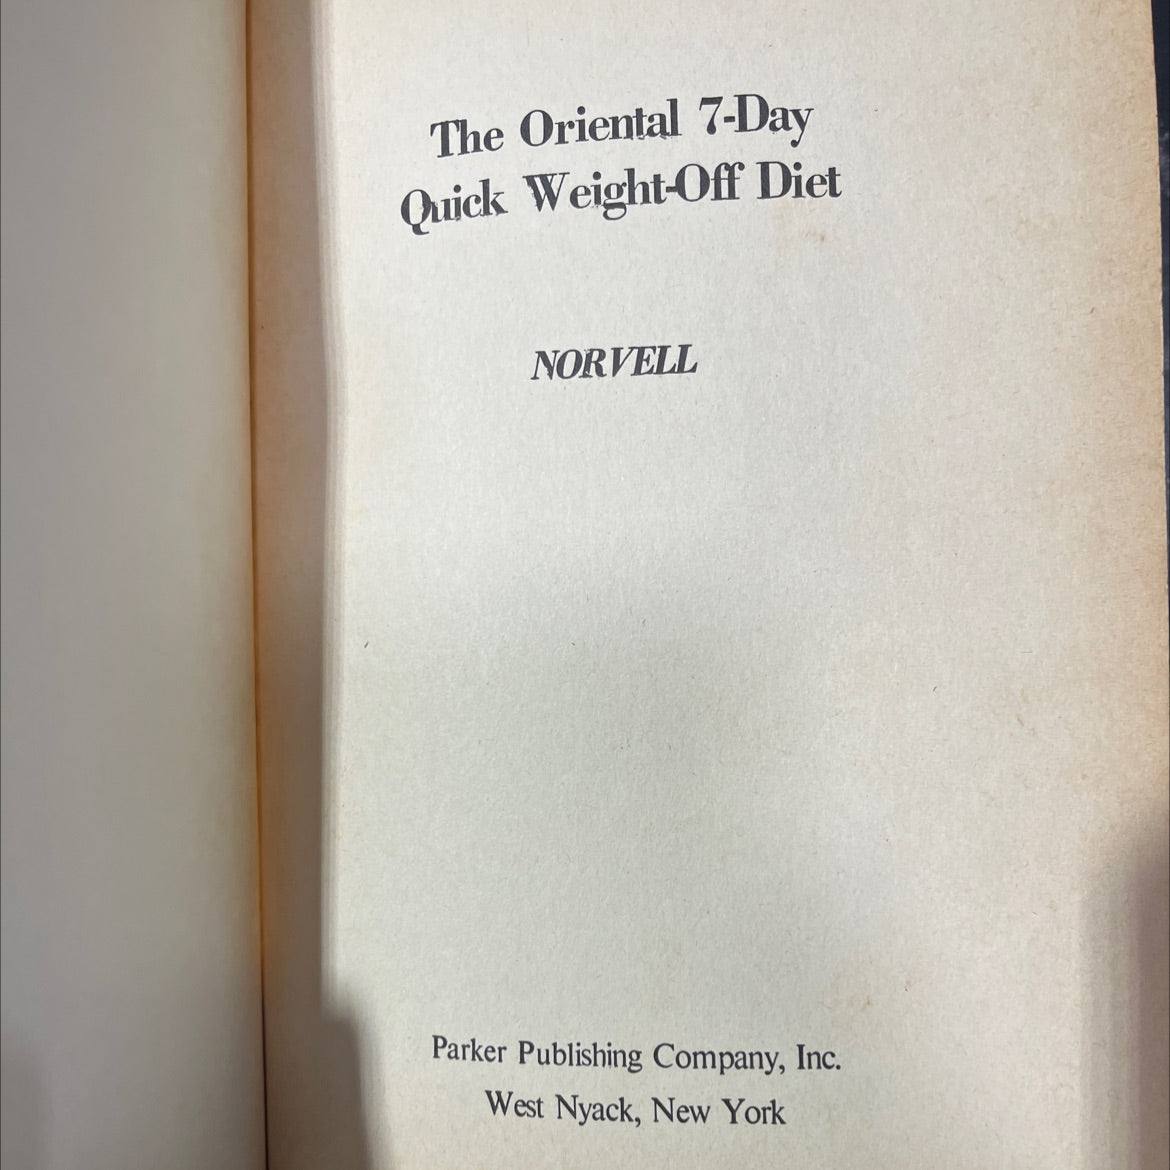 The Oriental 7-Day
Quick Weight-Off Diet
NORVELL
Parker Publishing Company, Inc.
West Nyack, New York